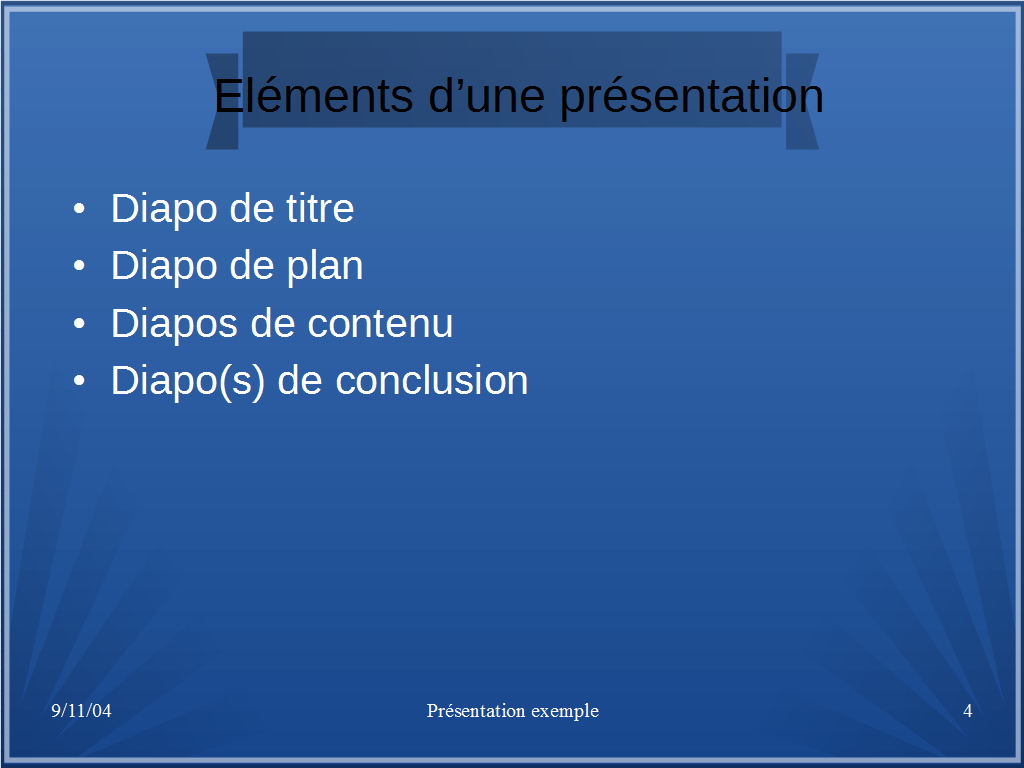 Eléments d’une présentation
• Diapo de titre
• Diapo de plan
• Diapos de contenu
• Diapo(s) de conclusion
9/11/04 Présentation exemple 4